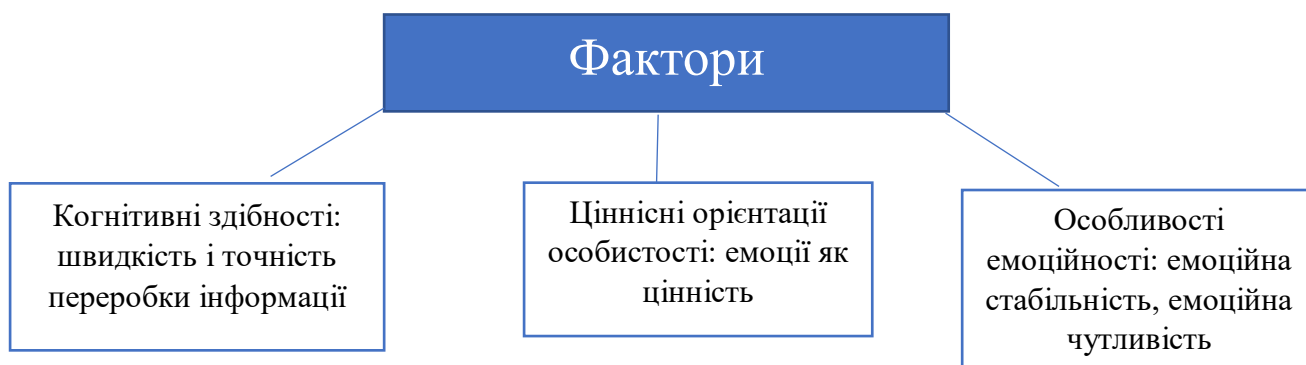 Фактори
Когнітивні здібності:
швидкість і точність
переробки інформації
Ціннісні орієнтації
особистості: емоції як
цінність
Особливості
емоційності: емоційна
стабільність, емоційна
чутливість